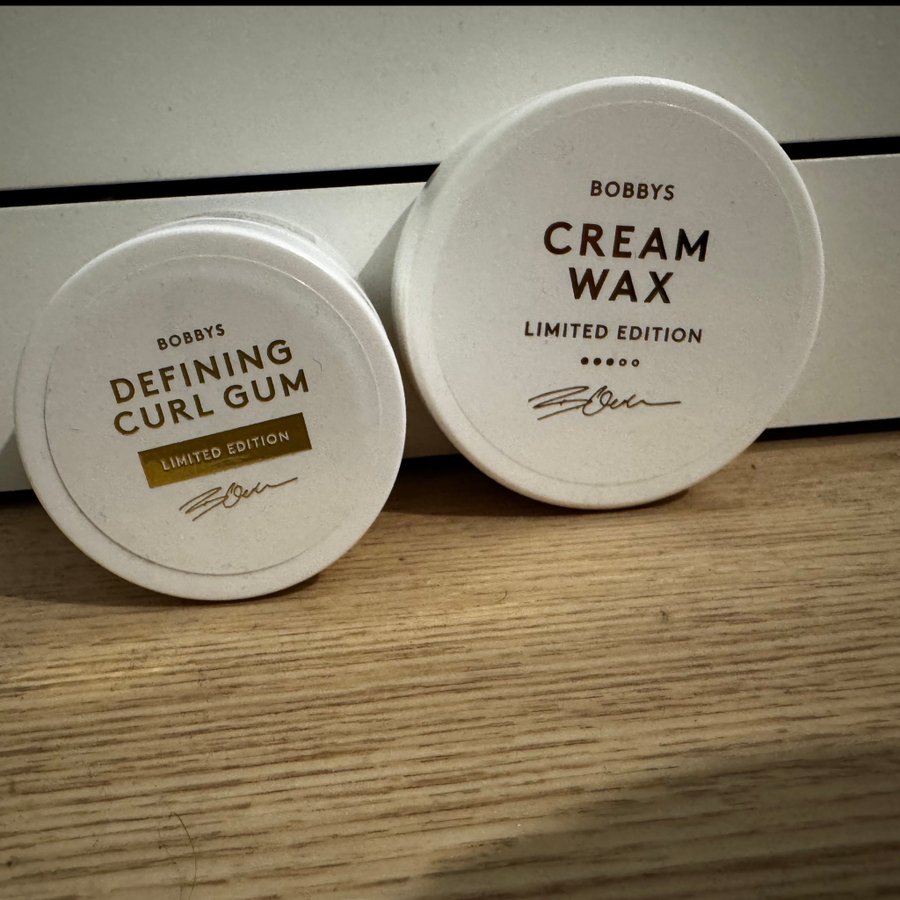 BOBBYS
DEFINING
CURL GUM
LIMITED EDITION
BOBBYS
CREAM
WAX
LIMITED EDITION